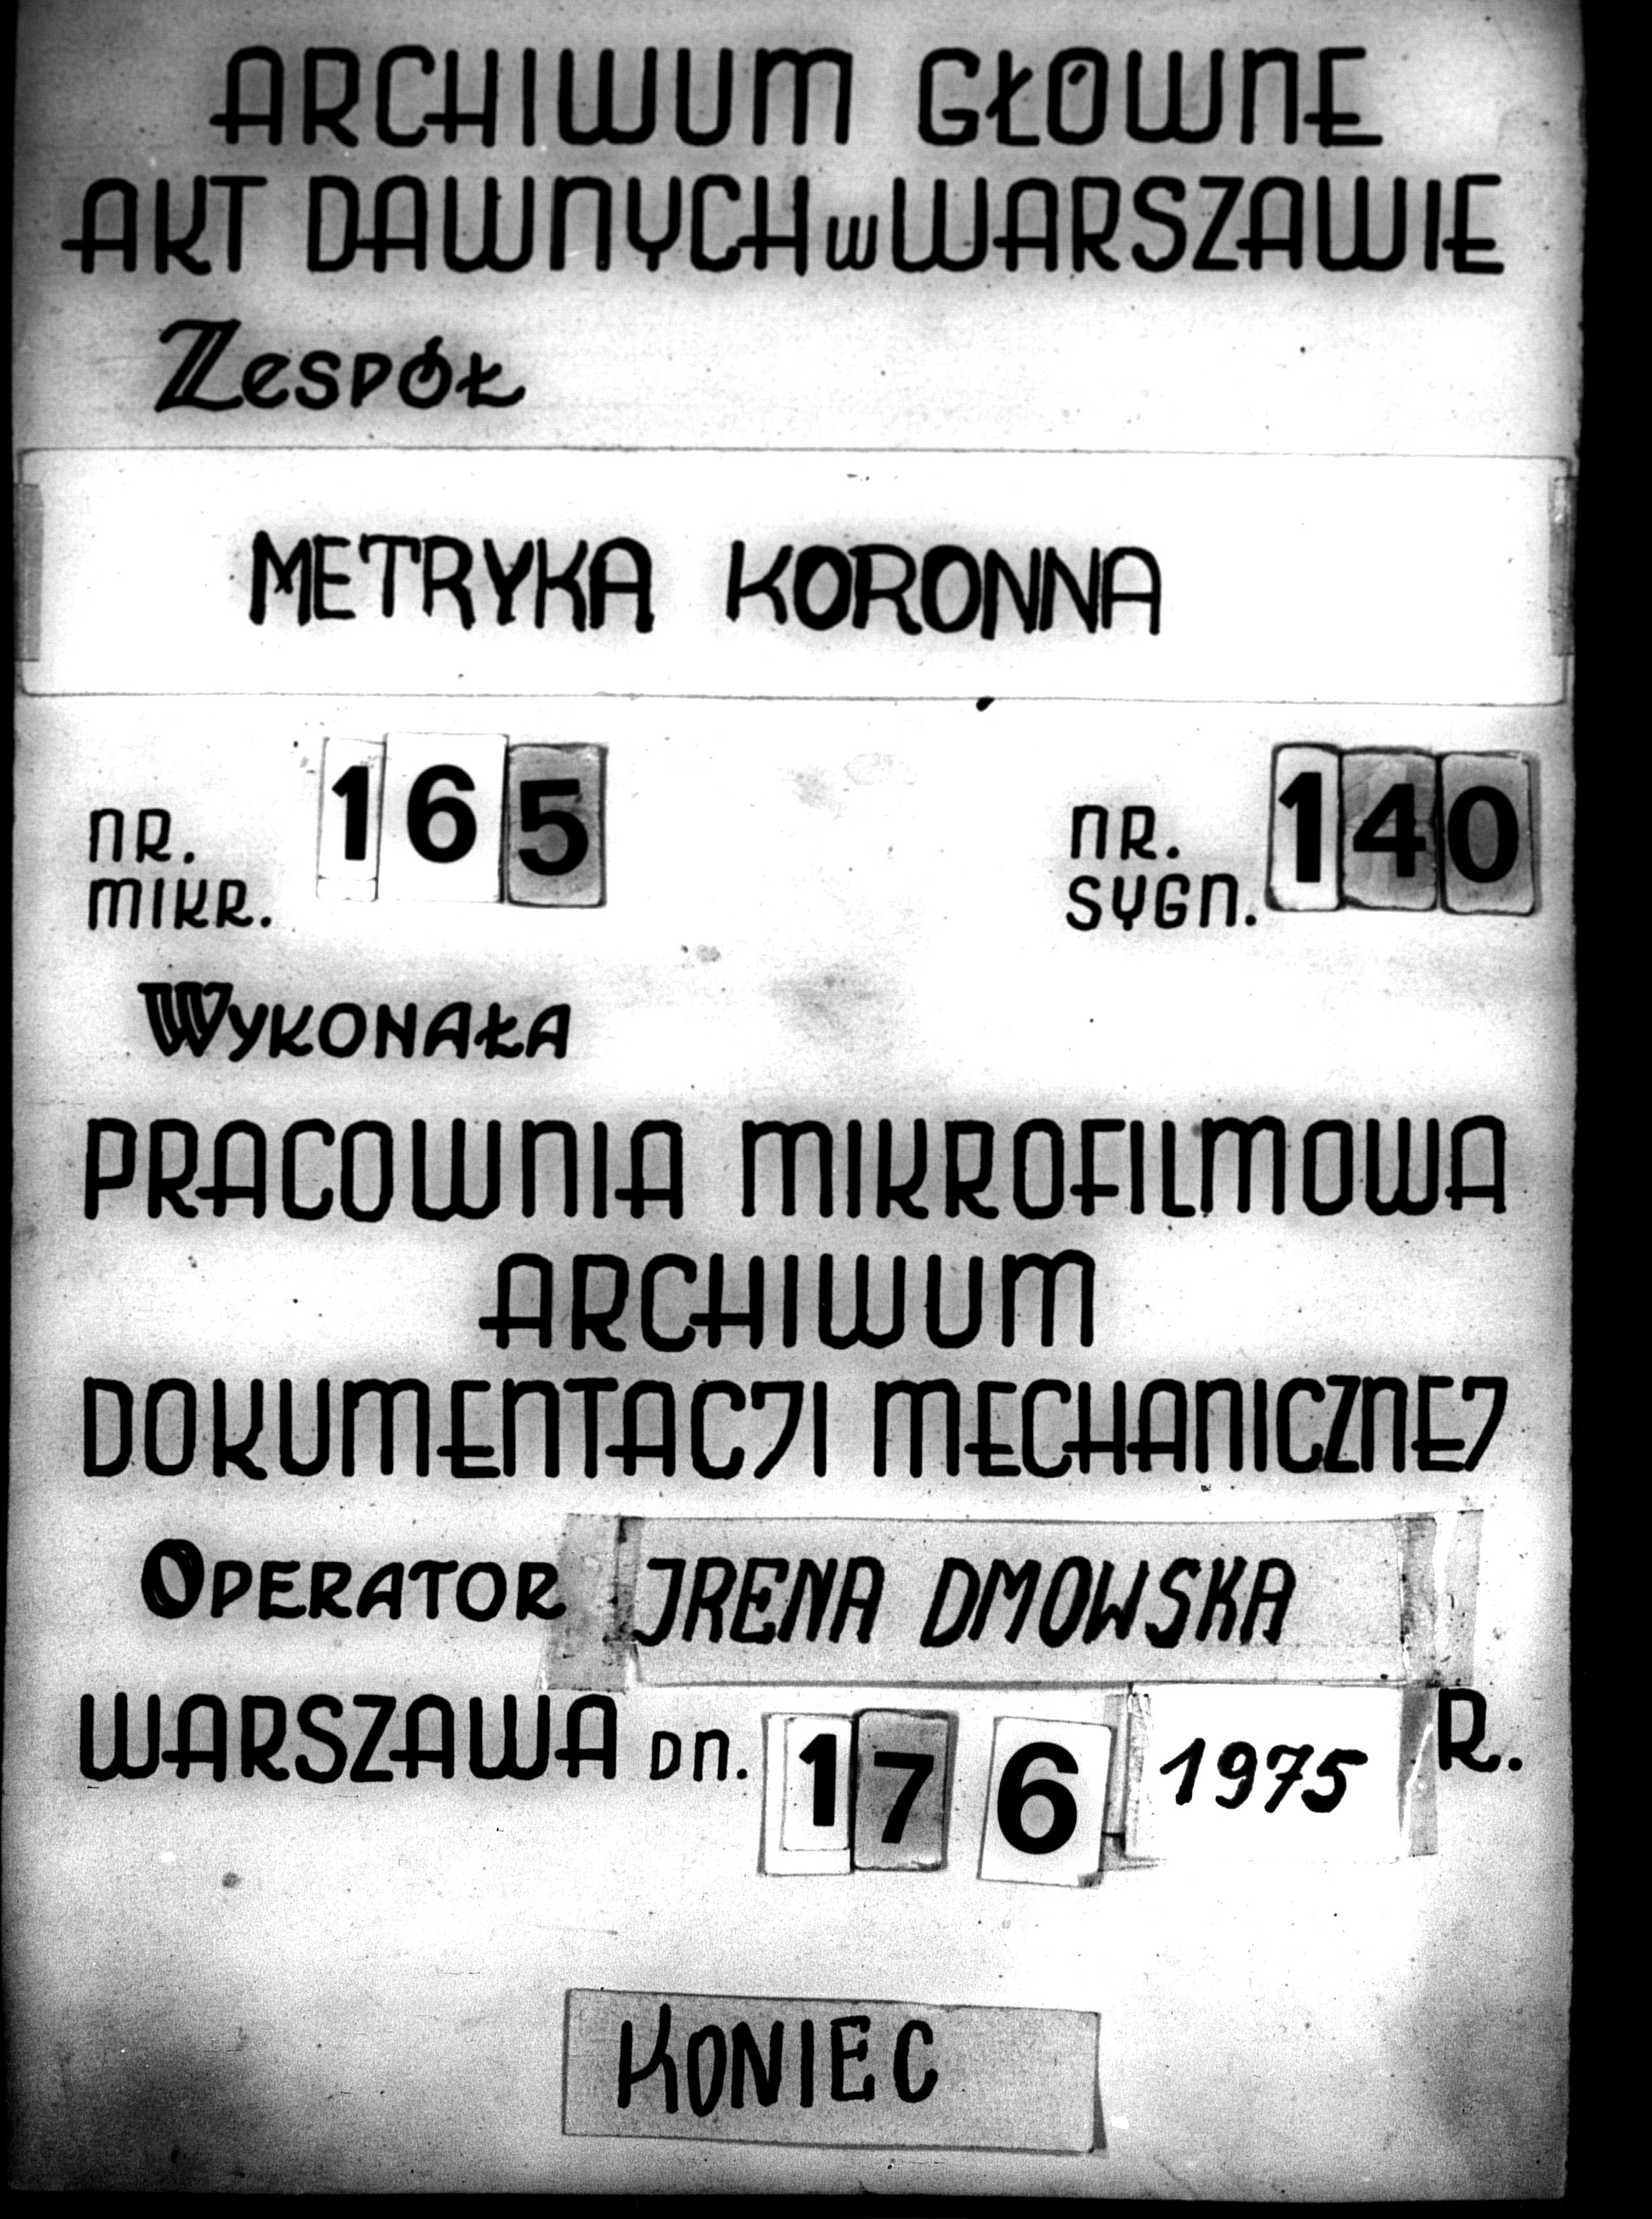 ARCHIWUM GŁÓWNE
AKT DAWNYCH w WARSZAWIE
Zespół
METRYKA KORONNA
NR. MIKR. 165
NR. SYGN. 140
WYKONAŁA
PRACOWNIA MIKROFILMOWA
ARCHIWUM
DOKUMENTACJI MECHANICZNEJ
OPERATOR IRENA DMOWSKA
WARSZAWA DN. 17 6 1975 R.
KONIEC